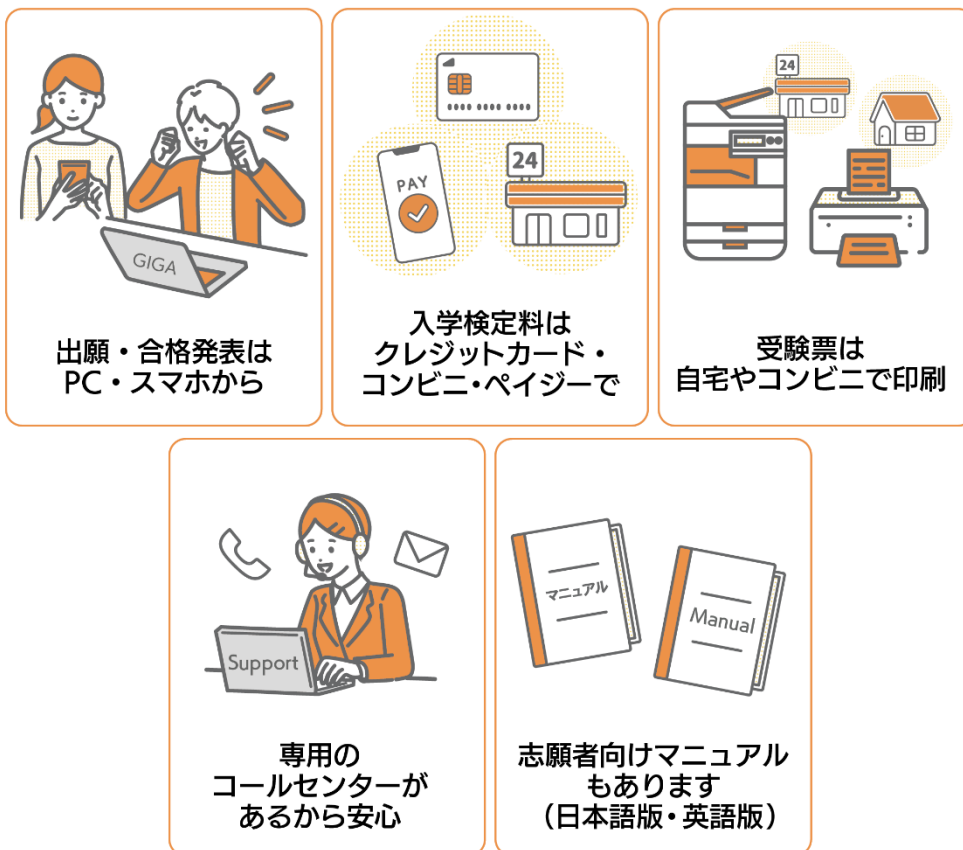 GIGA
出願・合格発表は
PC・スマホから
PAY
24
入学検定料は
クレジットカード・
コンビニ・ペイジーで
24
受験票は
自宅やコンビニで印刷
Support
専用の
コールセンターが
あるから安心
マニュアル
Manual
志願者向けマニュアル
もあります
（日本語版・英語版）